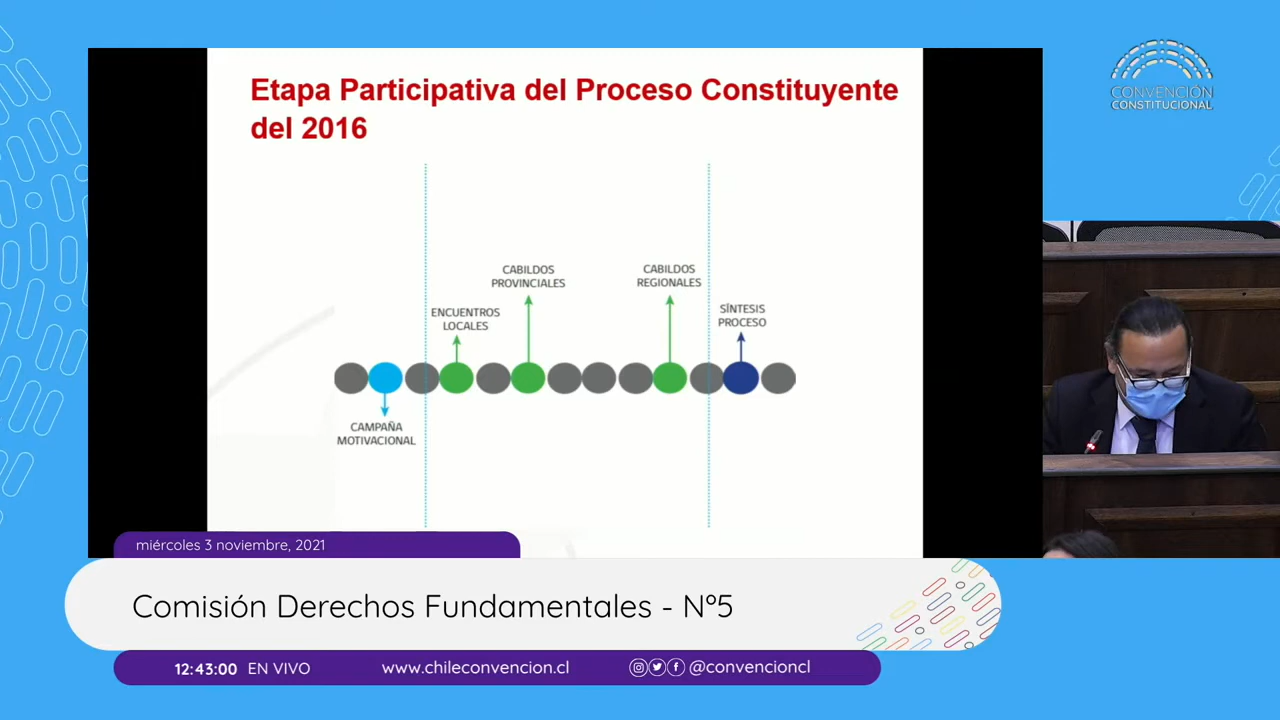 Etapa Participativa del Proceso Constituyente
del 2016
CONVENCIÓN
CONSTITUCIONAL
CABILDOS
PROVINCIALES
CABILDOS
REGIONALES
ENCUENTROS
LOCALES
SÍNTESIS
PROCESO
CAMPAÑA
MOTIVACIONAL
miércoles 3 noviembre, 2021
Comisión Derechos Fundamentales - Nº5
12:43:00 EN VIVO www.chileconvencion.cl @convencioncl